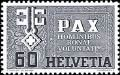 PAX
HOMINIBUS
BONAE
VOLUNTATIS
60 HELVETIA